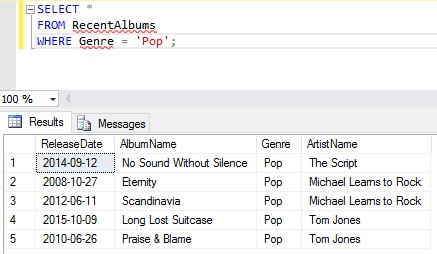 SELECT *
FROM RecentAlbums
WHERE Genre = 'Pop';
100 %
Results Messages
ReleaseDate AlbumName Genre ArtistName
1 2014-09-12 No Sound Without Silence Pop The Script
2 2008-10-27 Eternity Pop Michael Learns to Rock
3 2012-06-11 Scandinavia Pop Michael Learns to Rock
4 2015-10-09 Long Lost Suitcase Pop Tom Jones
5 2010-06-26 Praise & Blame Pop Tom Jones